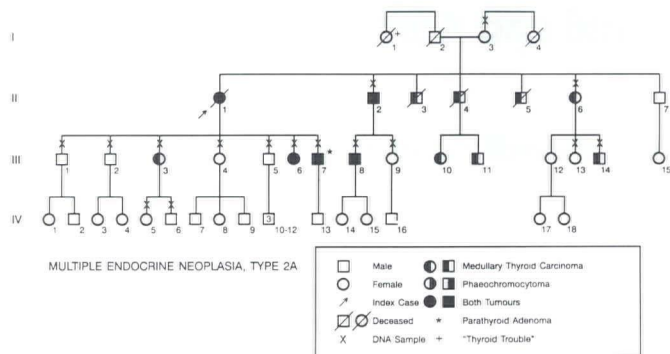 I
1 + 2 3 4
II
1 2 3 4 5 6 7
III
1 2 3 4 5 6 7 * 8 9 10 11 12 13 14 15
IV
1 2 3 4 5 6 7 8 9 3 10-12 13 14 15 16 17 18
MULTIPLE ENDOCRINE NEOPLASIA, TYPE 2A
Male Medullary Thyroid Carcinoma
Female Phaeochromocytoma
Index Case Both Tumours
Deceased * Parathyroid Adenoma
X DNA Sample + "Thyroid Trouble"